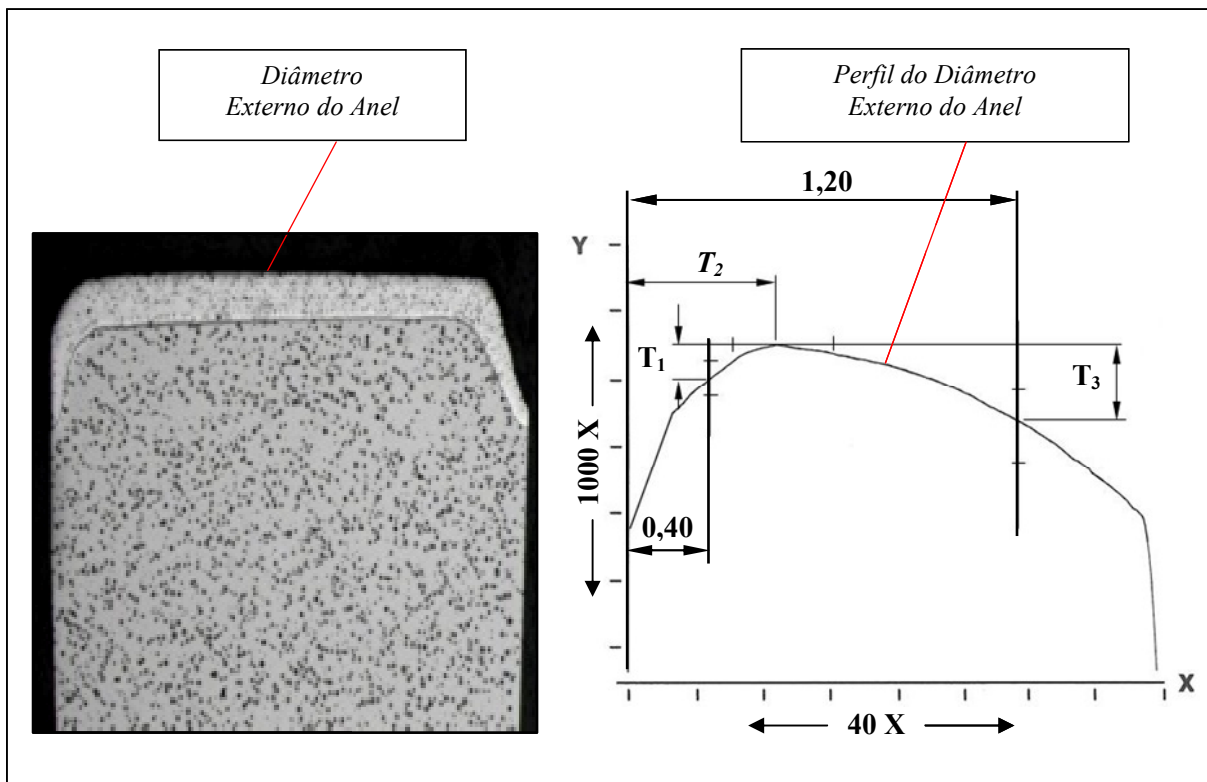 Diâmetro
Externo do Anel
Perfil do Diâmetro
Externo do Anel
1,20
Y
T₂
T₁
T₃
1000 X
0,40
X
40 X